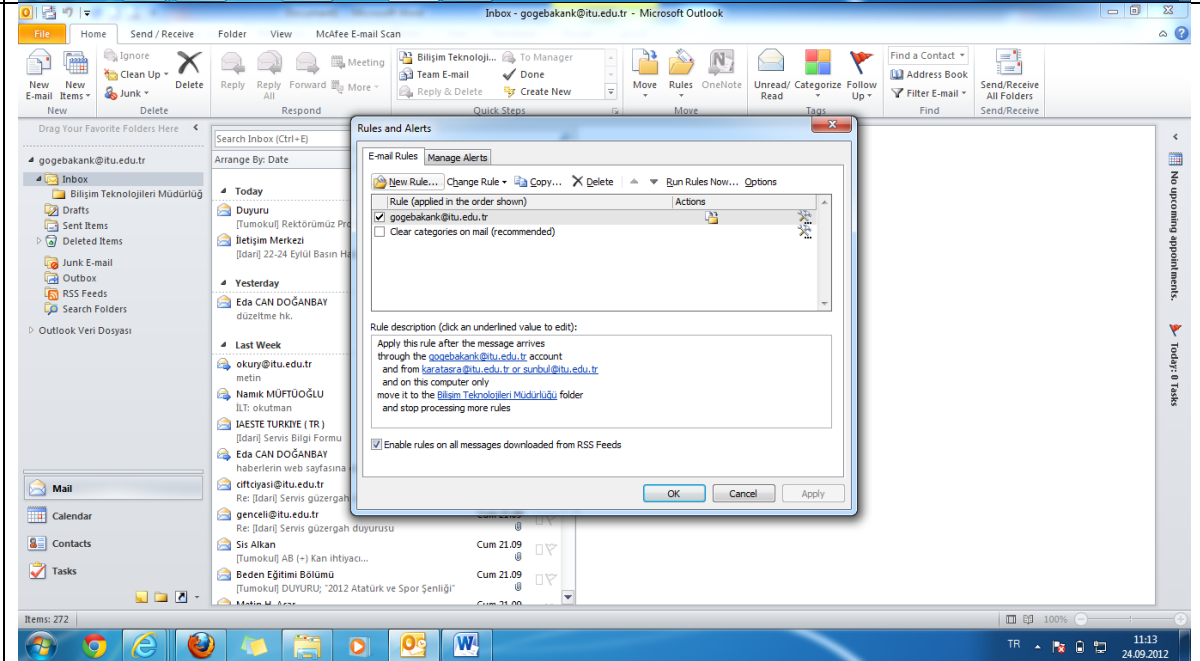 Inbox - gogebakank@itu.edu.tr - Microsoft Outlook
File Home Send / Receive Folder View McAfee E-mail Scan
New E-mail
New Items
New
Ignore
Clean Up
Junk
Delete
Delete
Reply
Reply All
Forward
Meeting
More
Respond
Bilişim Teknoloji...
Team E-mail
Reply & Delete
To Manager
Done
Create New
Quick Steps
Move
Rules
OneNote
Move
Unread/ Read
Categorize
Follow Up
Tags
Find a Contact
Address Book
Filter E-mail
Find
Send/Receive All Folders
Send/Receive
Drag Your Favorite Folders Here
gogebakank@itu.edu.tr
Inbox
Bilişim Teknolojileri Müdürlüğ
Drafts
Sent Items
Deleted Items
Junk E-mail
Outbox
RSS Feeds
Search Folders
Outlook Veri Dosyası
Mail
Calendar
Contacts
Tasks
Search Inbox (Ctrl+E)
Arrange By: Date
Today
Duyuru
[Tumokul] Rektörümüz Pro
İletişim Merkezi
[Idari] 22-24 Eylül Basın Ha
Yesterday
Eda CAN DOĞANBAY
düzeltme hk.
Last Week
okury@itu.edu.tr
metin
Namık MÜFTÜOĞLU
ILT: okutman
IAESTE TURKIYE ( TR )
[Idari] Servis Bilgi Formu
Eda CAN DOĞANBAY
haberlerin web sayfasına
ciftciyasi@itu.edu.tr
Re: [Idari] Servis güzergah
genceli@itu.edu.tr Cum 21.09
Re: [Idari] Servis güzergah duyurusu
Sis Alkan Cum 21.09
[Tumokul] AB (+) Kan ihtiyacı...
Beden Eğitimi Bölümü Cum 21.09
[Tumokul] DUYURU; "2012 Atatürk ve Spor Şenliği"
Metin H. Acar Cum 21.09
Rules and Alerts
E-mail Rules Manage Alerts
New Rule... Change Rule Copy... Delete Run Rules Now... Options
Rule (applied in the order shown) Actions
gogebakank@itu.edu.tr
Clear categories on mail (recommended)
Rule description (click an underlined value to edit):
Apply this rule after the message arrives
through the gogebakank@itu.edu.tr account
and from karatasra@itu.edu.tr or sunbul@itu.edu.tr
and on this computer only
move it to the Bilişim Teknolojileri Müdürlüğü folder
and stop processing more rules
Enable rules on all messages downloaded from RSS Feeds
OK Cancel Apply
No upcoming appointments.
Today: 0 Tasks
Items: 272
100%
TR
11:13
24.09.2012